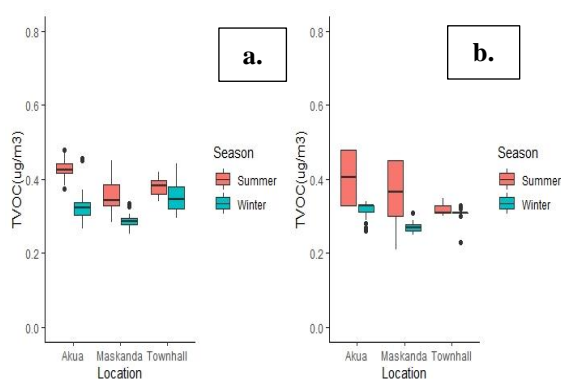 a.
0.8
0.6
0.4
0.2
0.0
TVOC(ug/m3)
Akua Maskanda Townhall
Location
Season
Summer
Winter
b.
0.8
0.6
0.4
0.2
0.0
TVOC(ug/m3)
Akua Maskanda Townhall
Location
Season
Summer
Winter